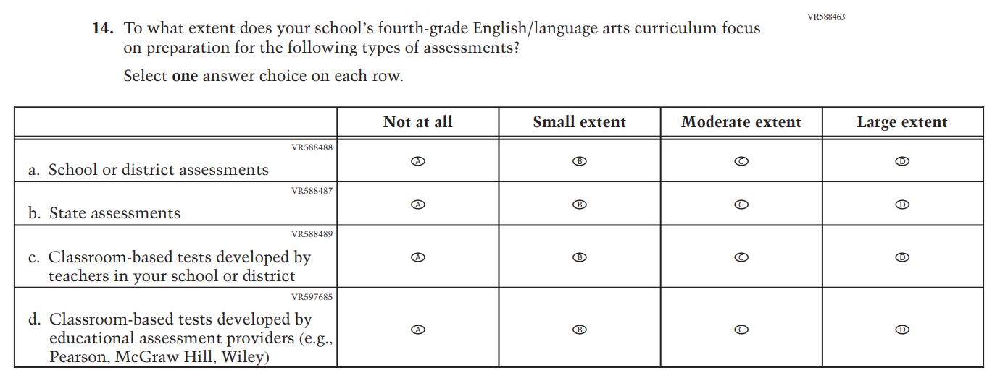 VR588463
14. To what extent does your school's fourth-grade English/language arts curriculum focus
on preparation for the following types of assessments?
Select one answer choice on each row.
Not at all Small extent Moderate extent Large extent
VR588488
a. School or district assessments A B C D
VR588487
b. State assessments A B C D
VR588489
c. Classroom-based tests developed by A B C D
teachers in your school or district
VR597685
d. Classroom-based tests developed by
educational assessment providers (e.g., A B C D
Pearson, McGraw Hill, Wiley)